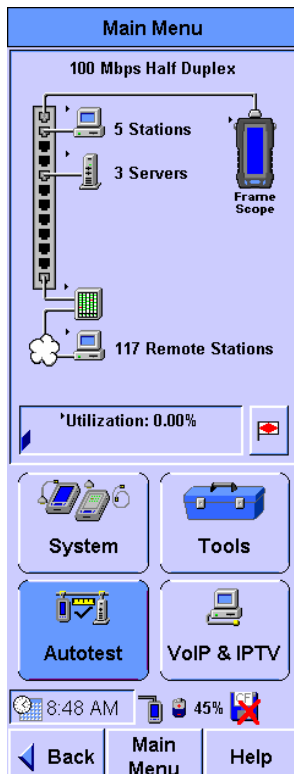 Main Menu
100 Mbps Half Duplex
5 Stations
3 Servers
Frame
Scope
117 Remote Stations
Utilization: 0.00%
System
Tools
Autotest
VoIP & IPTV
8:48 AM
45%
CF
Back
Main
Menu
Help